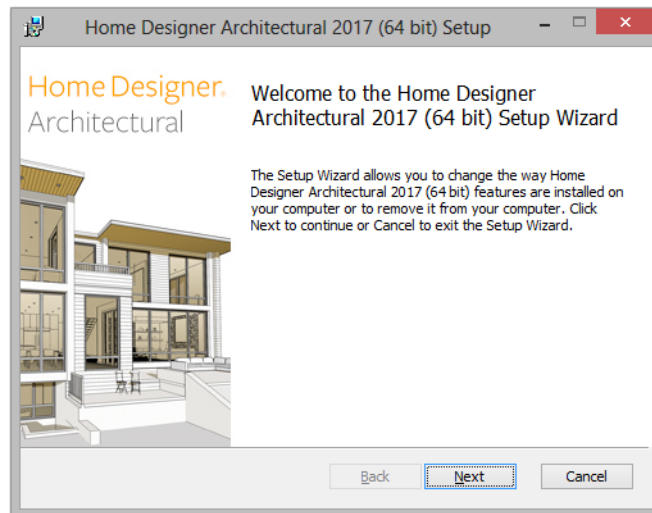 Home Designer Architectural 2017 (64 bit) Setup
Home Designer
Architectural
Welcome to the Home Designer
Architectural 2017 (64 bit) Setup Wizard
The Setup Wizard allows you to change the way Home
Designer Architectural 2017 (64 bit) features are installed on
your computer or to remove it from your computer. Click
Next to continue or Cancel to exit the Setup Wizard.
Back
Next
Cancel